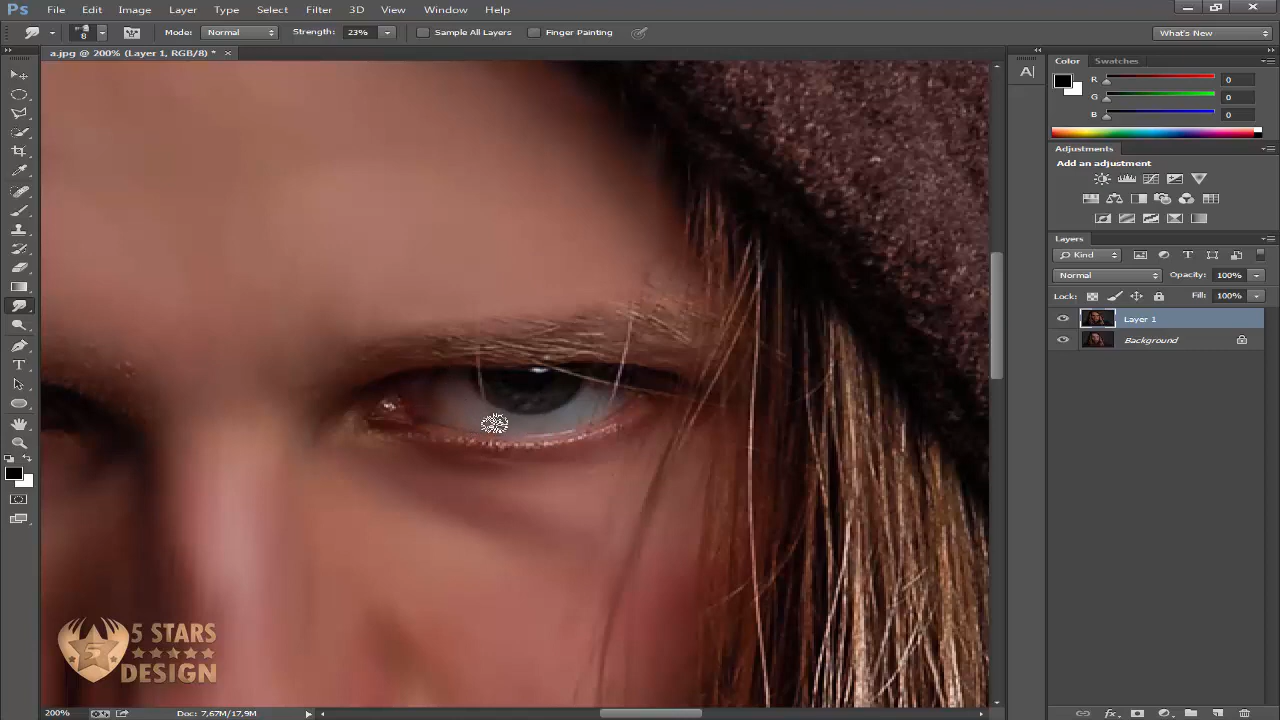 Ps File Edit Image Layer Type Select Filter 3D View Window Help
8 Mode: Normal Strength: 23% Sample All Layers Finger Painting What's New
a.jpg @ 200% (Layer 1, RGB/8) * ×
Color Swatches
A|
R 0
G 0
B 0
Adjustments
Add an adjustment
Layers
Kind
Normal Opacity: 100%
Lock: Fill: 100%
Layer 1
Background
5 STARS
5
DESIGN
200% Doc: 7,67M/17,9M
fx